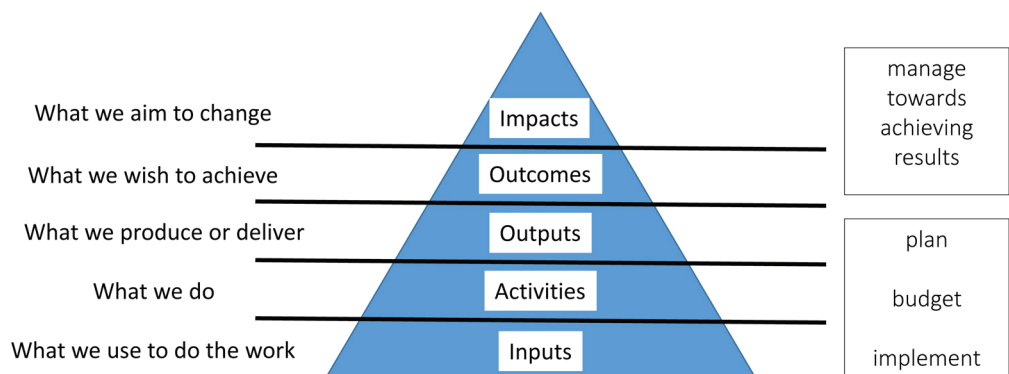 What we aim to change
Impacts
What we wish to achieve
Outcomes
What we produce or deliver
Outputs
What we do
Activities
What we use to do the work
Inputs
manage
towards
achieving
results
plan
budget
implement